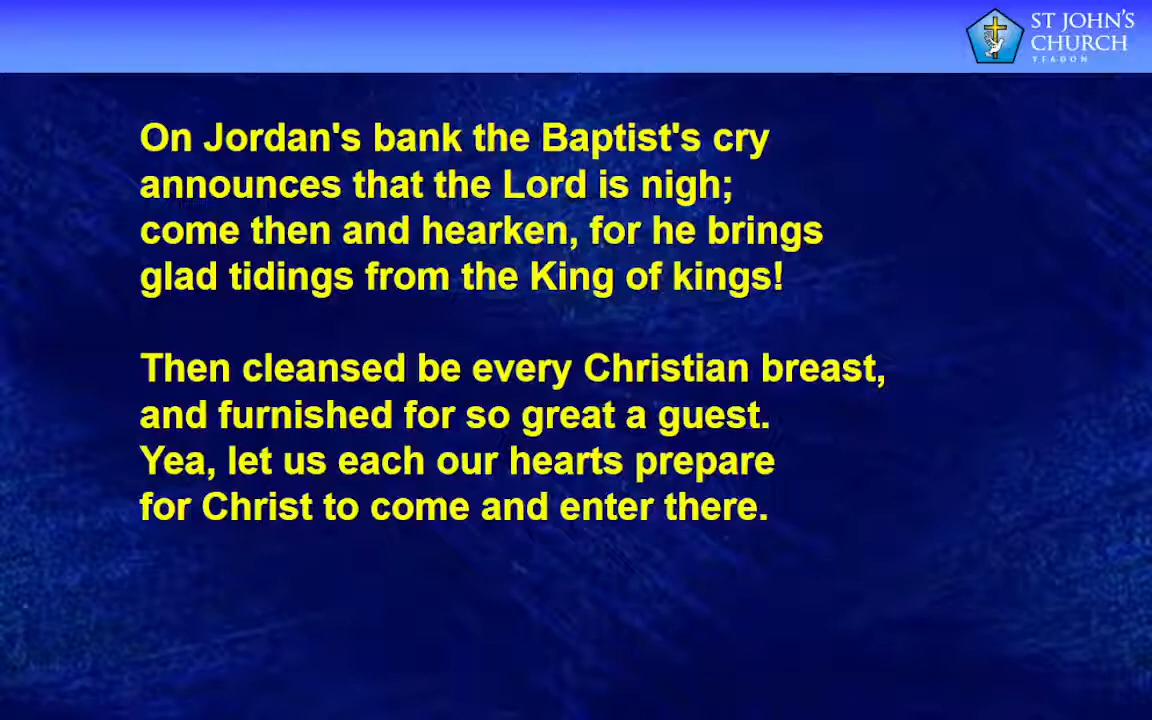 ST JOHN'S
CHURCH
YEADON
On Jordan's bank the Baptist's cry
announces that the Lord is nigh;
come then and hearken, for he brings
glad tidings from the King of kings!
Then cleansed be every Christian breast,
and furnished for so great a guest.
Yea, let us each our hearts prepare
for Christ to come and enter there.